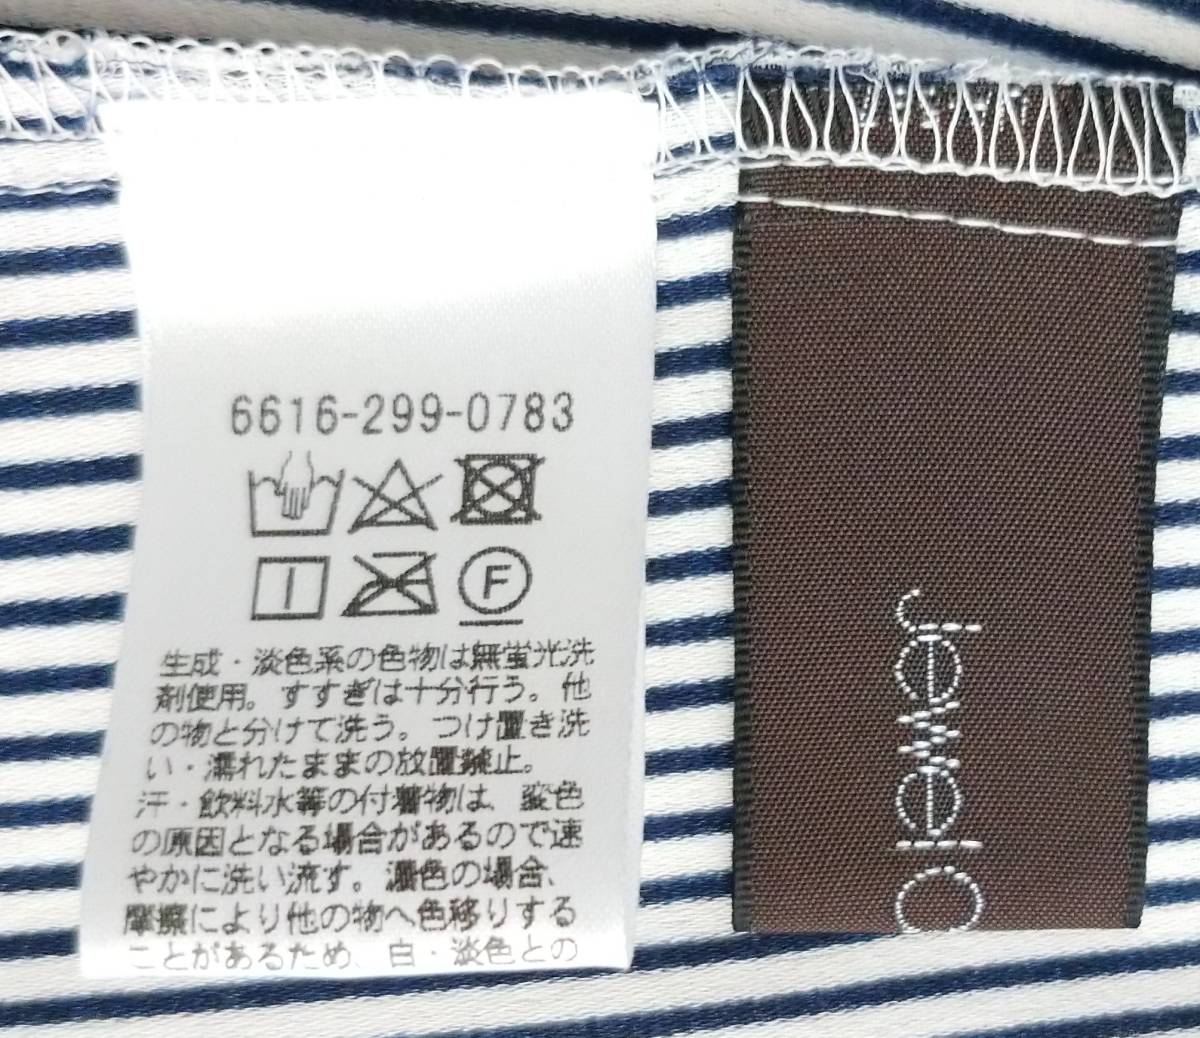 6616-299-0783
F
生成・淡色系の色物は無蛍光洗
剤使用。すすぎは十分行う。他
の物と分けて洗う。つけ置き洗
い・濡れたままの放置禁止。
汗・飲料水等の付着物は、変色
の原因となる場合があるので速
やかに洗い流す。濃色の場合、
摩擦により他の物へ色移りする
ことがあるため、白・淡色との
Jewel C